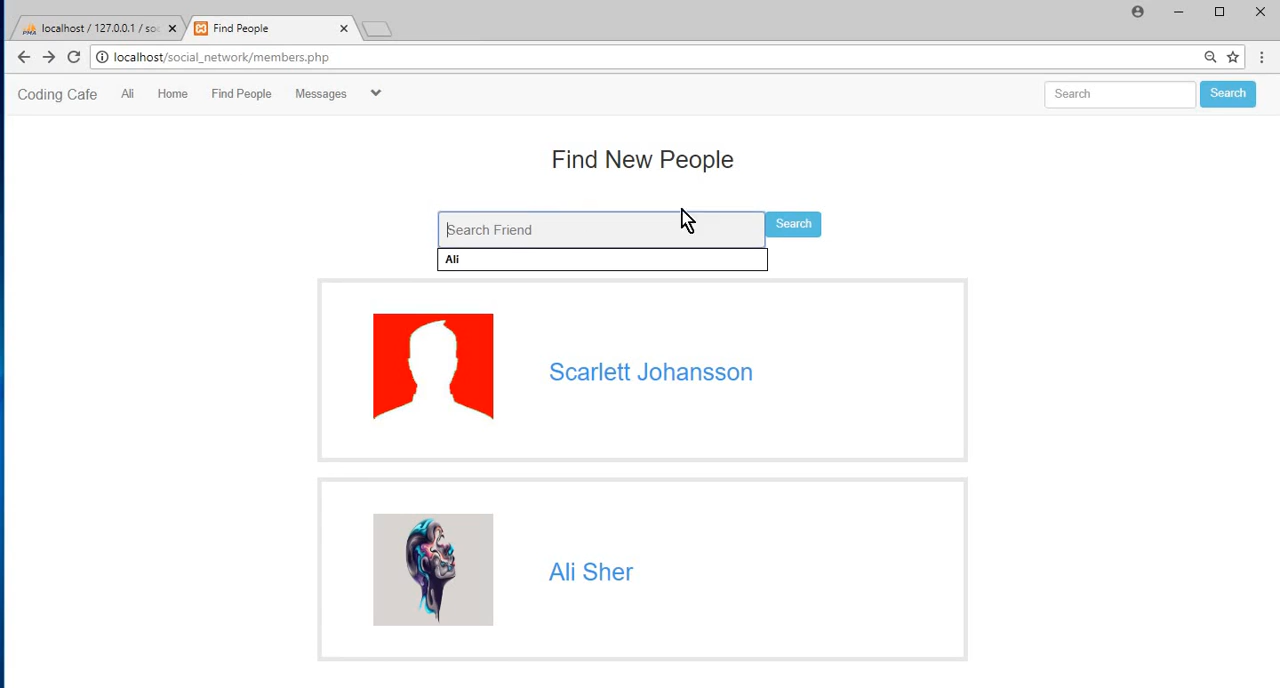 localhost / 127.0.0.1 / so
Find People
localhost/social_network/members.php
Coding Cafe Ali Home Find People Messages Search Search
Find New People
Search Friend Search
Ali
Scarlett Johansson
Ali Sher